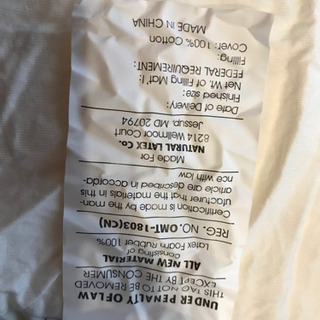 UNDER PENALTY OF LAW
THIS TAG NOT TO BE REMOVED
EXCEPT BY THE CONSUMER
ALL NEW MATERIAL
Consisting of
Latex Foam Rubber 100%
REG. NO. OMT-1803(CN)
Certification is made by the man-
ufacturer that the materials in this
article are described in accorda-
nce with low
Made For
NATURAL LATEX Co.
8214 Wellmoor Court
Jessup, MD 20794
Date of Delivery:
Finished size:
Net Wt. of Filling Mct'l:
FEDERAL REQUIREMENT:
Filling:
Cover: 100% Cotton
MADE IN CHINA